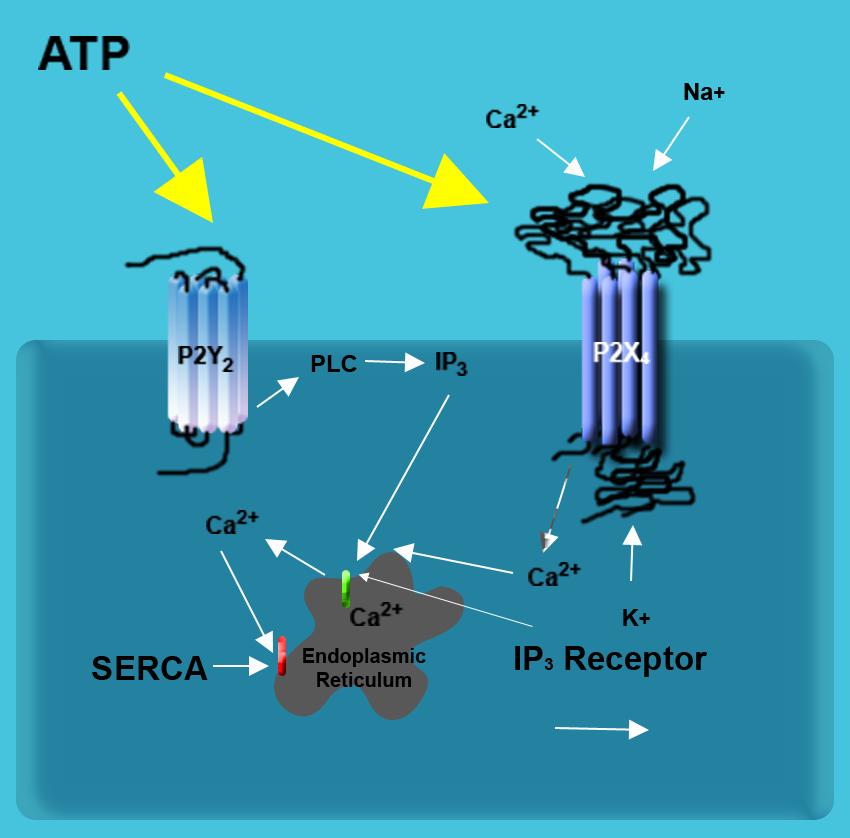 ATP
Na+
Ca²⁺
P2Y₂
PLC
IP₃
P2X₄
Ca²⁺
Ca²⁺
K+
Ca²⁺
SERCA
Endoplasmic
Reticulum
IP₃ Receptor